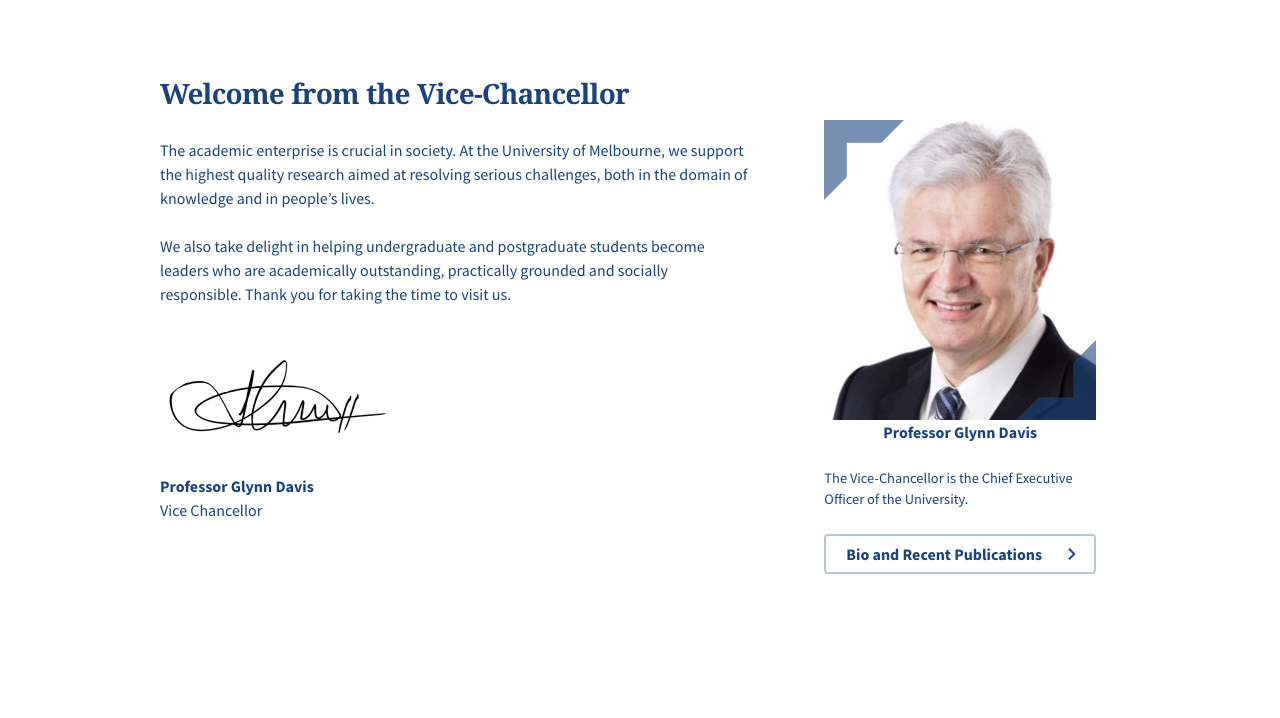 Welcome from the Vice-Chancellor
The academic enterprise is crucial in society. At the University of Melbourne, we support
the highest quality research aimed at resolving serious challenges, both in the domain of
knowledge and in people’s lives.
We also take delight in helping undergraduate and postgraduate students become
leaders who are academically outstanding, practically grounded and socially
responsible. Thank you for taking the time to visit us.
Professor Glynn Davis
Vice Chancellor
Professor Glynn Davis
The Vice-Chancellor is the Chief Executive
Officer of the University.
Bio and Recent Publications